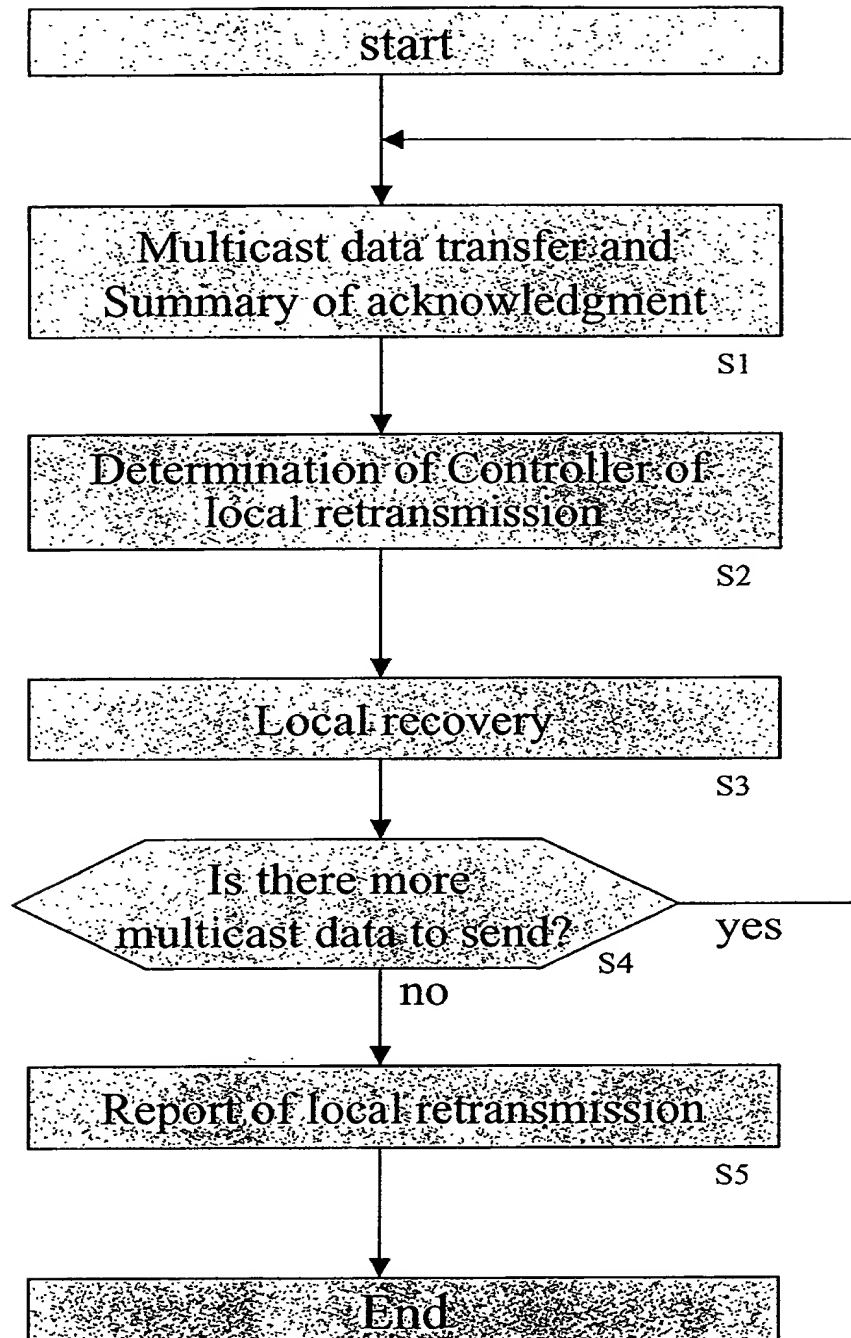 start
Multicast data transfer and
Summary of acknowledgment
S1
Determination of Controller of
local retransmission
S2
Local recovery
S3
Is there more
multicast data to send?
S4
yes
no
Report of local retransmission
S5
End